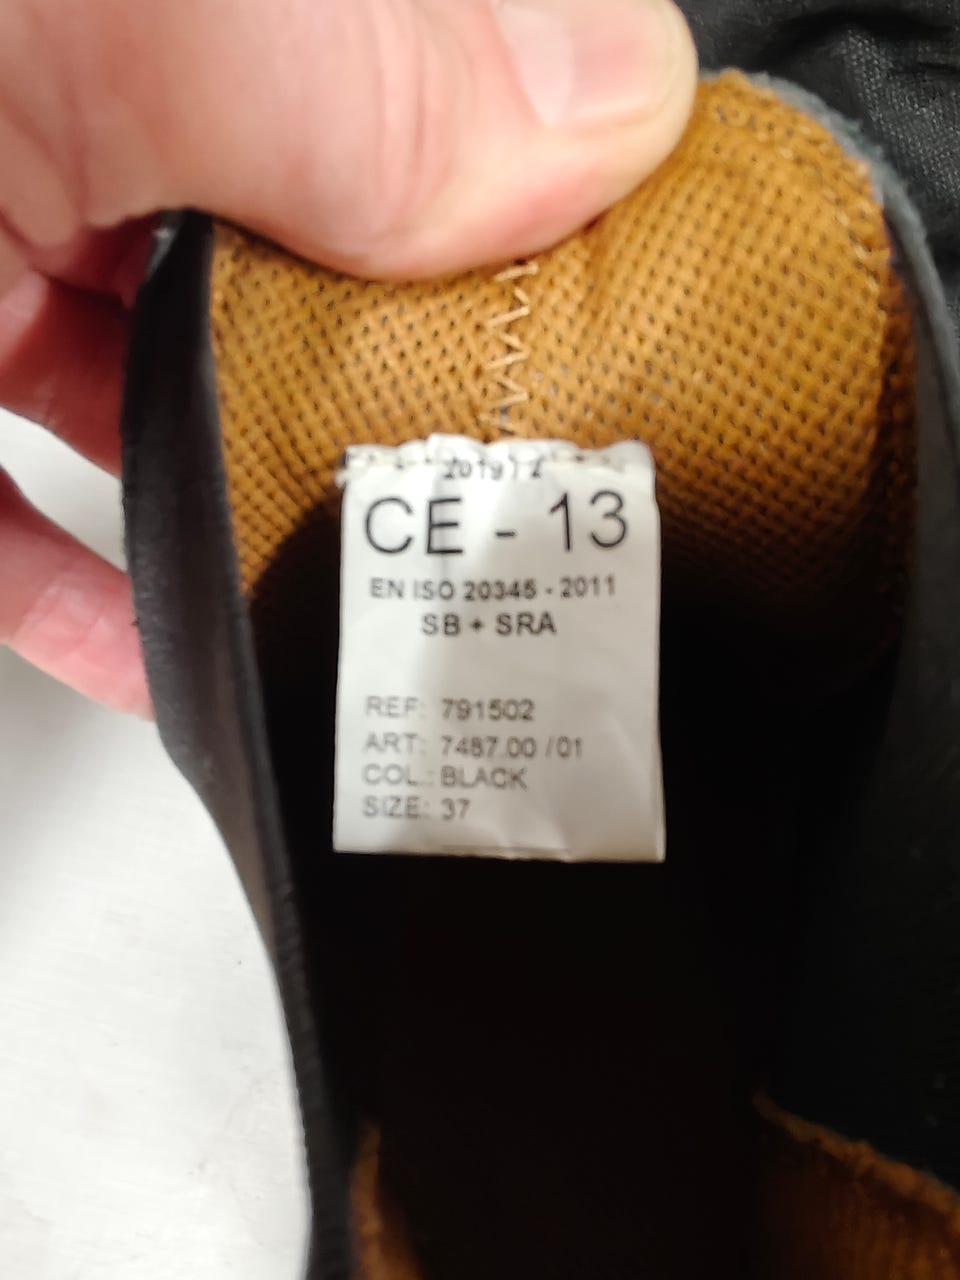 CE - 13
EN ISO 20345 - 2011
SB + SRA
REF: 791502
ART: 7487.00 /01
COL.: BLACK
SIZE: 37